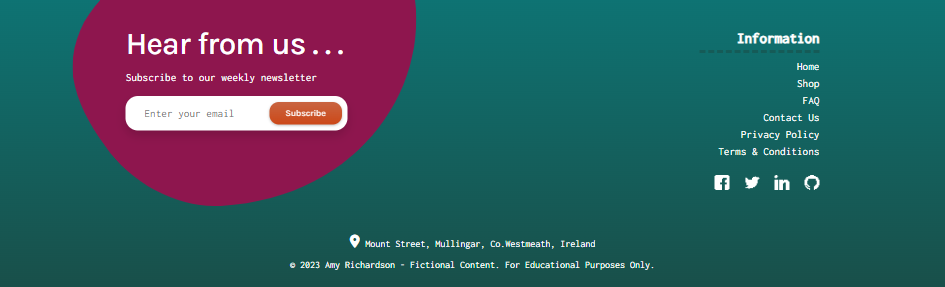 Hear from us...
Subscribe to our weekly newsletter
Enter your email
Subscribe
Information
Home
Shop
FAQ
Contact Us
Privacy Policy
Terms & Conditions
Mount Street, Mullingar, Co.Westmeath, Ireland
© 2023 Amy Richardson - Fictional Content. For Educational Purposes Only.